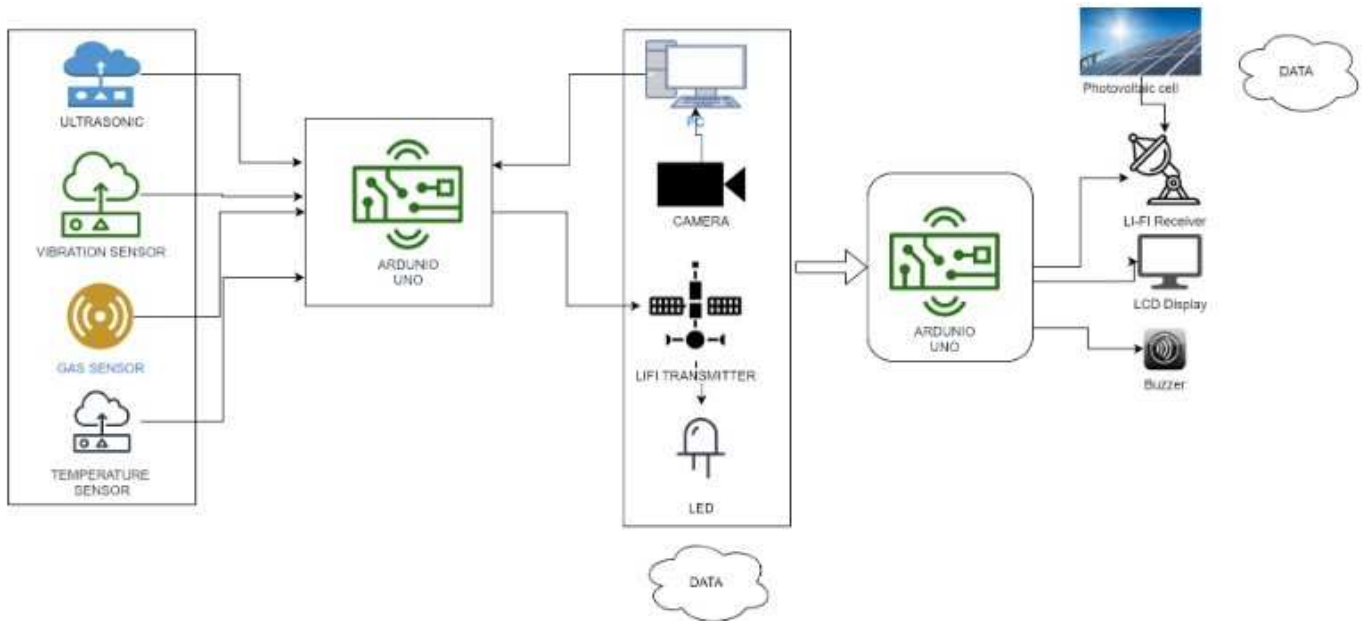 ULTRASONIC
VIBRATION SENSOR
GAS SENSOR
TEMPERATURE
SENSOR
ARDUNIO
UNO
PC
CAMERA
LIFI TRANSMITTER
LED
DATA
ARDUNIO
UNO
Photovoltaic cell
DATA
LI-FI Receiver
LCD Display
Buzzer